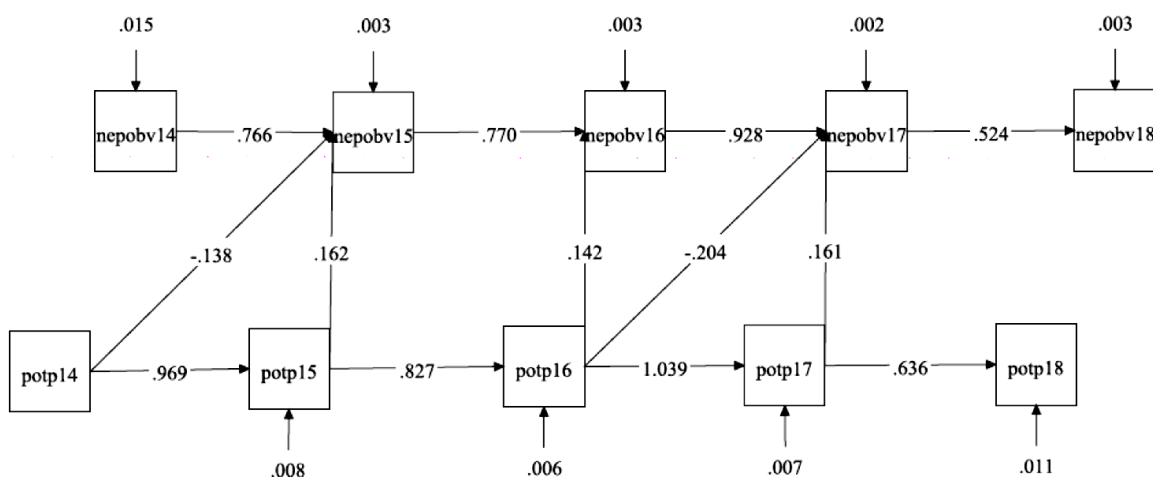 .015 .003 .003 .002 .003
nepobv14 .766 nepobv15 .770 nepobv16 .928 nepobv17 .524 nepobv18
-.138 .162 .142 -.204 .161
potp14 .969 potp15 .827 potp16 1.039 potp17 .636 potp18
.008 .006 .007 .011